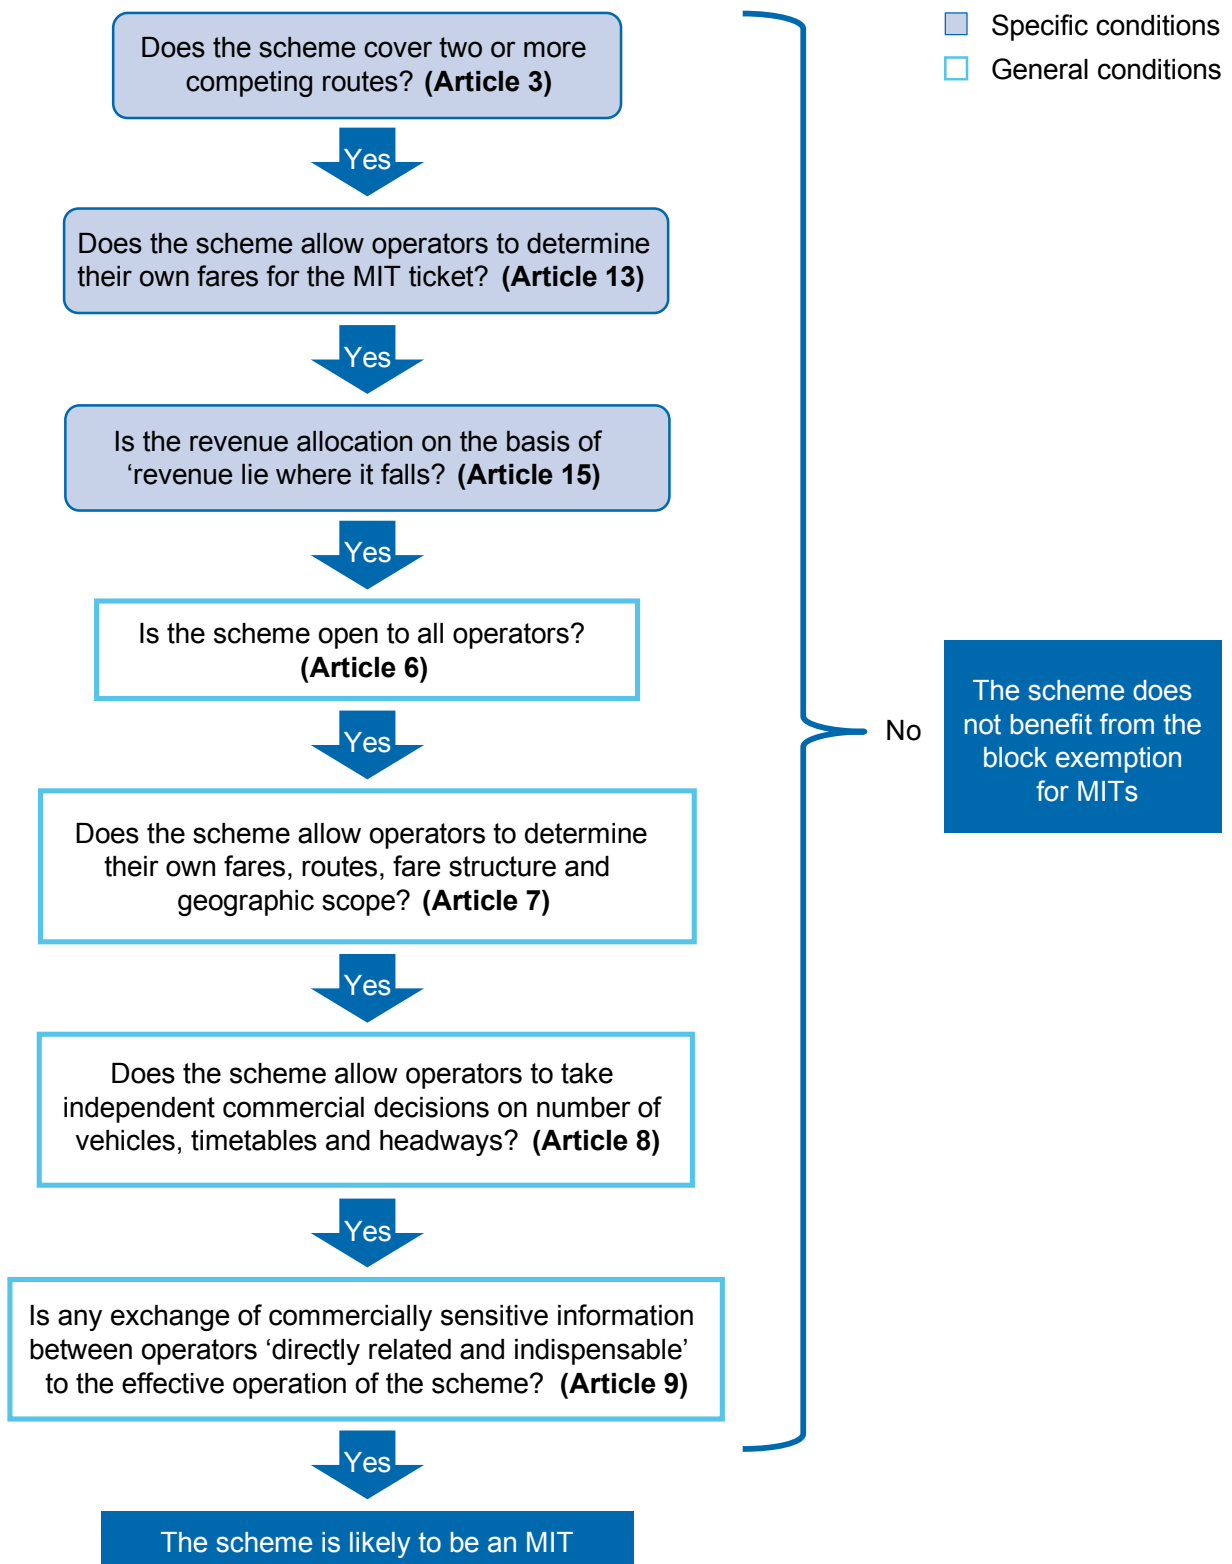 Specific conditions
General conditions
Does the scheme cover two or more
competing routes? (Article 3)
Yes
Does the scheme allow operators to determine
their own fares for the MIT ticket? (Article 13)
Yes
Is the revenue allocation on the basis of
‘revenue lie where it falls? (Article 15)
Yes
Is the scheme open to all operators?
(Article 6)
Yes
Does the scheme allow operators to determine
their own fares, routes, fare structure and
geographic scope? (Article 7)
Yes
Does the scheme allow operators to take
independent commercial decisions on number of
vehicles, timetables and headways? (Article 8)
Yes
Is any exchange of commercially sensitive information
between operators ‘directly related and indispensable’
to the effective operation of the scheme? (Article 9)
Yes
The scheme is likely to be an MIT
No
The scheme does
not benefit from the
block exemption
for MITs